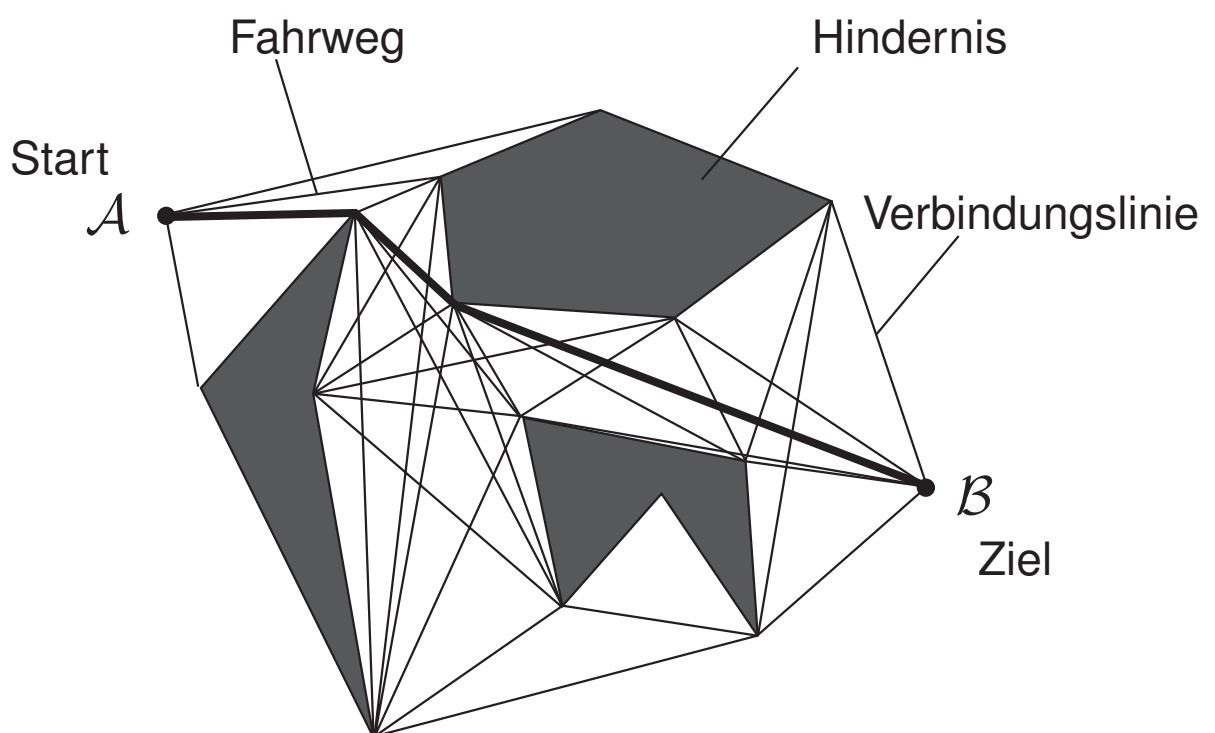 Fahrweg
Hindernis
Start
𝒜
Verbindungslinie
ℬ
Ziel